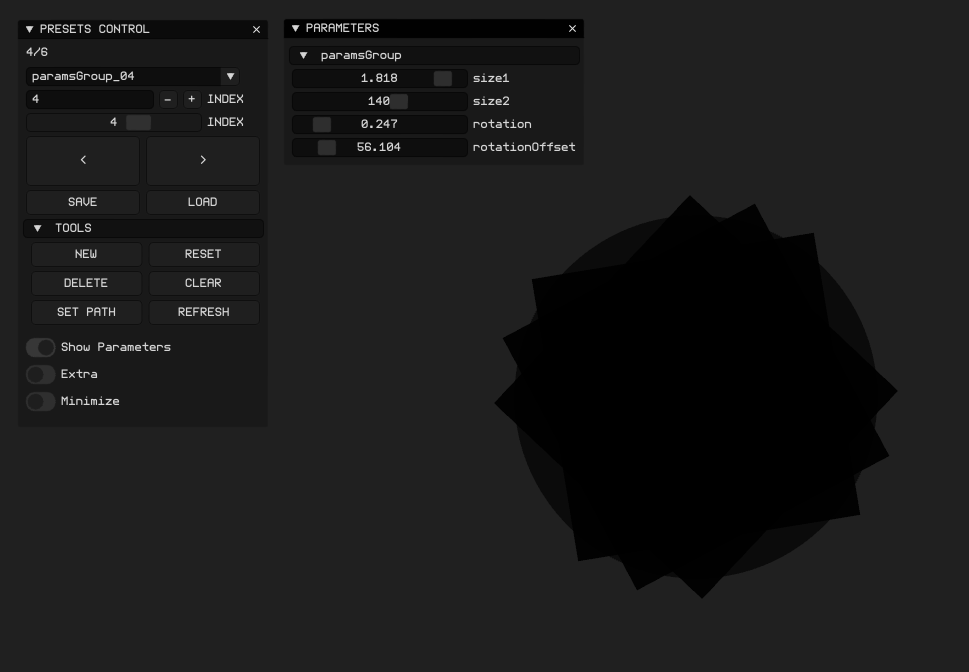 PRESETS CONTROL
4/6
paramsGroup_04
4 - + INDEX
4 INDEX
< >
SAVE LOAD
TOOLS
NEW RESET
DELETE CLEAR
SET PATH REFRESH
Show Parameters
Extra
Minimize
PARAMETERS
paramsGroup
1.818 size1
140 size2
0.247 rotation
56.104 rotationOffset